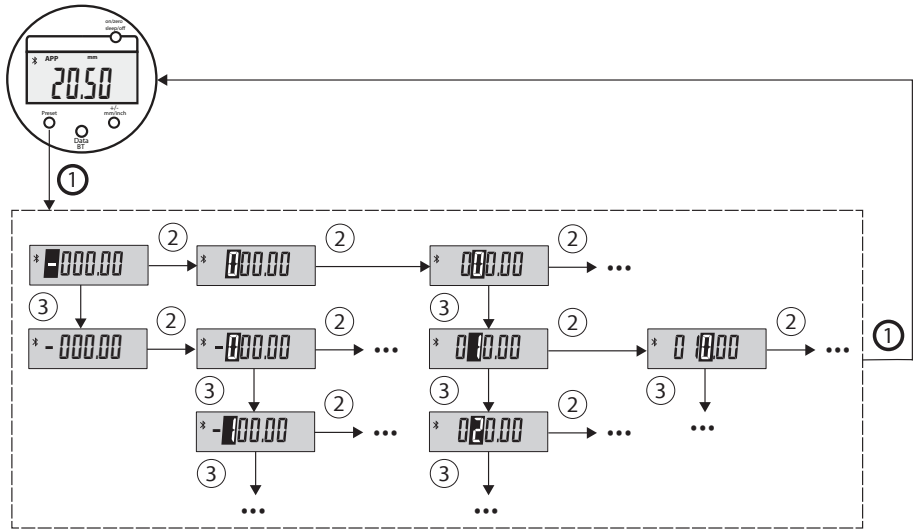 on/zero
sleep/off
APP mm
20.50
Preset
+/-
mm/inch
Data
BT
1
2 2 2
-000.00 000.00 000.00 ...
3 3
2 2 2 2 1
-000.00 -000.00 ... 010.00 010.00 ...
3 3 3
2 2 ...
-100.00 ... 020.00 ...
3 3
... ...